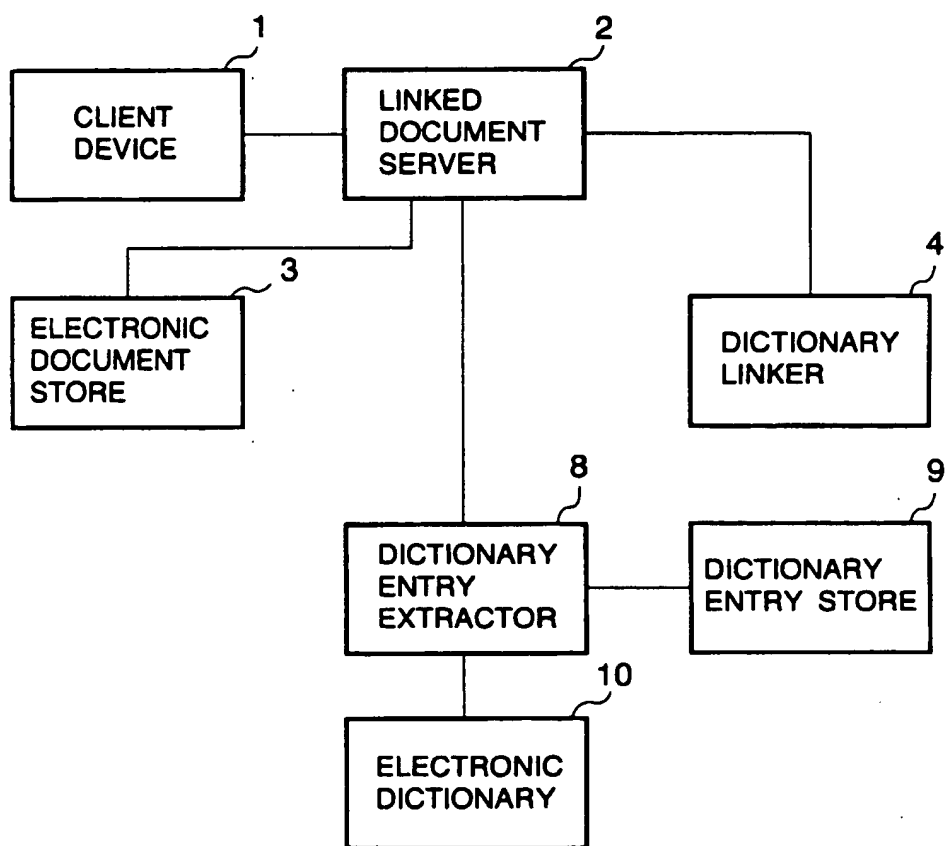 1
CLIENT
DEVICE
2
LINKED
DOCUMENT
SERVER
3
ELECTRONIC
DOCUMENT
STORE
4
DICTIONARY
LINKER
8
DICTIONARY
ENTRY
EXTRACTOR
9
DICTIONARY
ENTRY STORE
10
ELECTRONIC
DICTIONARY